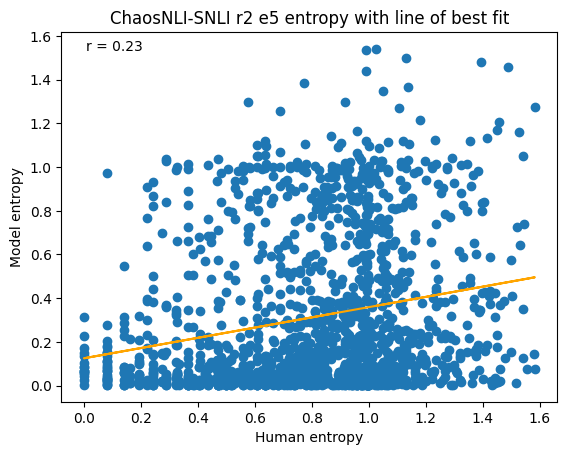 ChaosNLI-SNLI r2 e5 entropy with line of best fit
r = 0.23
1.6
1.4
1.2
1.0
0.8
0.6
0.4
0.2
0.0
Model entropy
0.0 0.2 0.4 0.6 0.8 1.0 1.2 1.4 1.6
Human entropy